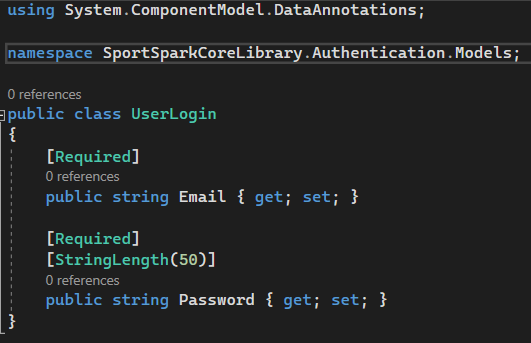 using System.ComponentModel.DataAnnotations;
namespace SportSparkCoreLibrary.Authentication.Models;
0 references
public class UserLogin
{
[Required]
0 references
public string Email { get; set; }
[Required]
[StringLength(50)]
0 references
public string Password { get; set; }
}